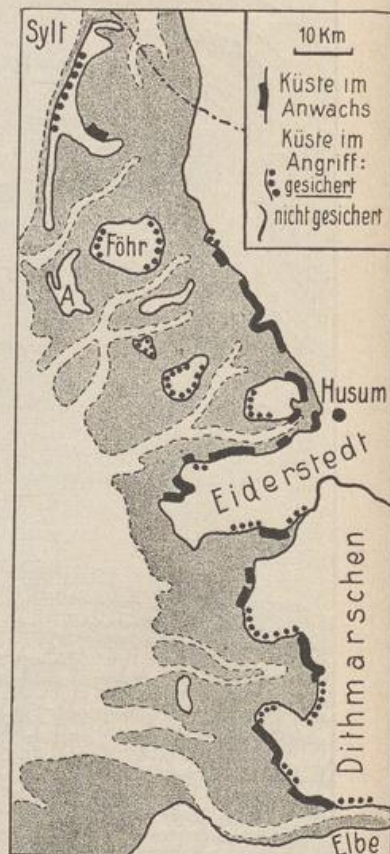 Sylt
10 Km
Küste im
Anwachs
Küste im
Angriff:
gesichert
nicht gesichert
Föhr
A
Husum
Eiderstedt
Dithmarschen
Elbe